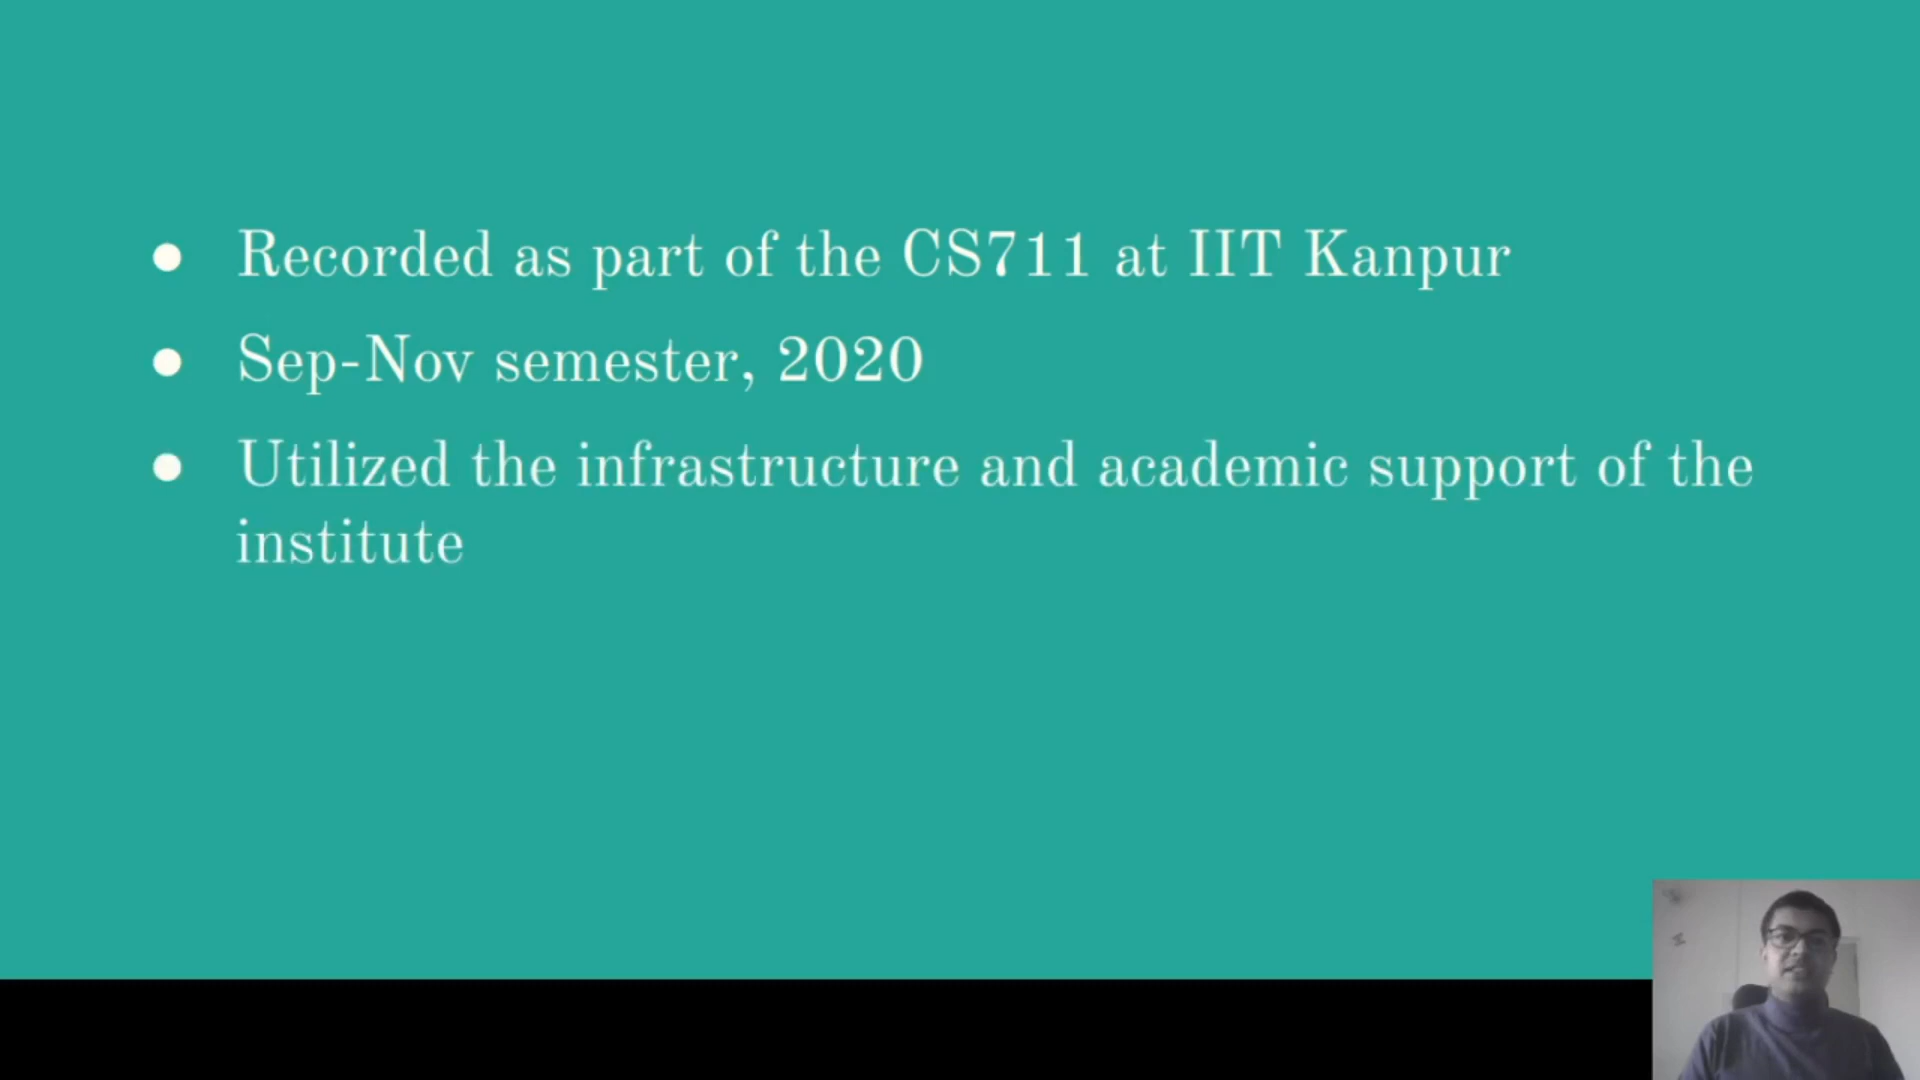 ● Recorded as part of the CS711 at IIT Kanpur
● Sep-Nov semester, 2020
● Utilized the infrastructure and academic support of the
institute